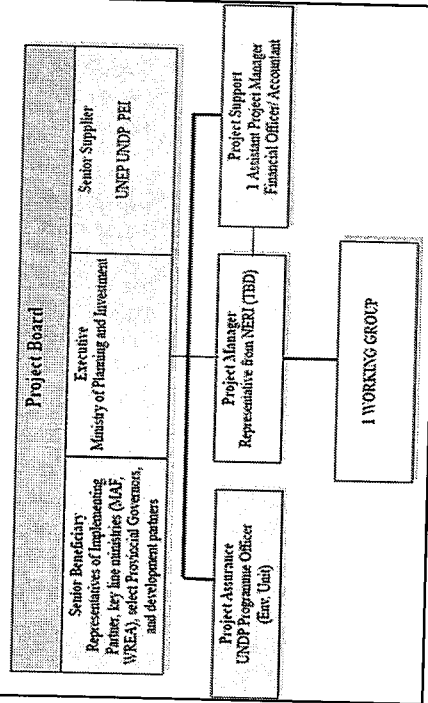 Project Board
Senior Beneficiary
Representatives of Implementing
Partner, key line ministries (MAF,
WREA), select Provincial Governors,
and development partners
Executive
Ministry of Planning and Investment
Senior Supplier
UNEP UNDP PEI
Project Assurance
UNDP Programme Officer
(Env. Unit)
Project Manager
Representative from NERI (TBD)
Project Support
1 Assistant Project Manager
Financial Officer/ Accountant
1 WORKING GROUP